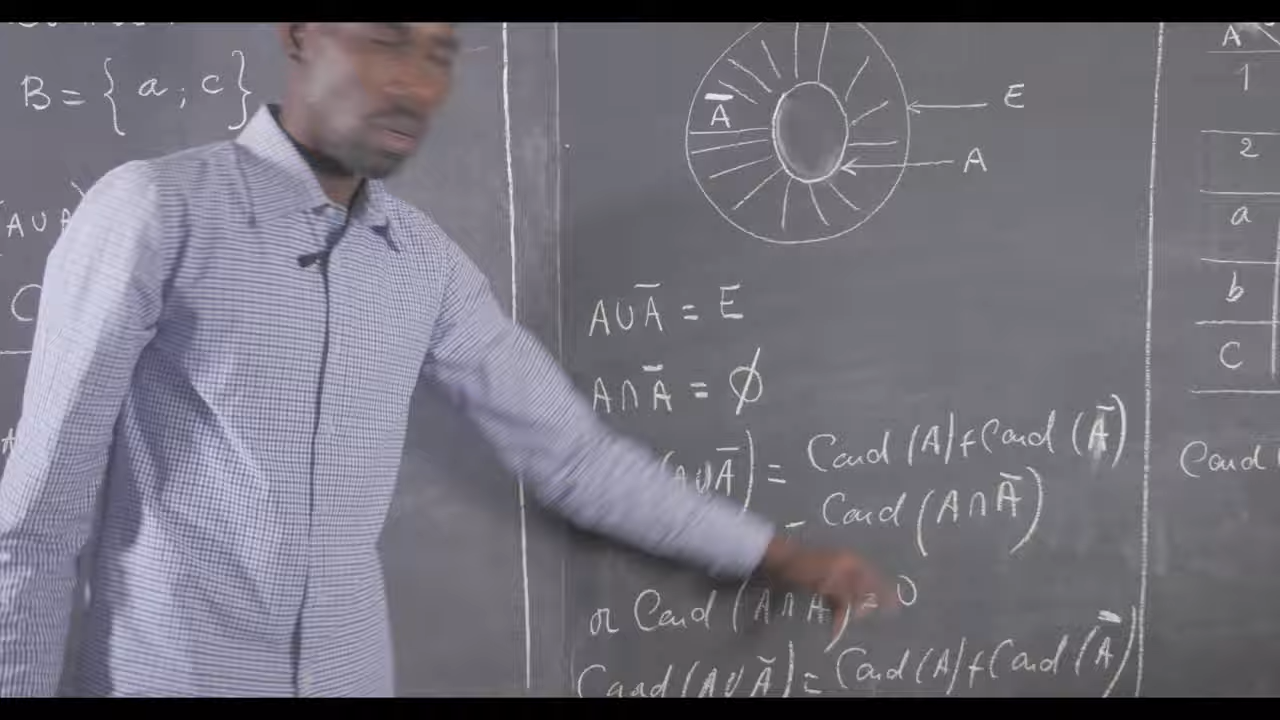 B = { a ; c }
A∪A
C
Ā
E
A
A∪Ā = E
A∩Ā = ∅
A∪Ā) = Card (A) + Card (Ā)
- Card (A∩Ā)
or Card (A∩A) = 0
Card (A∪Ā) = Card (A) + Card (Ā)
A
1
2
a
b
C
Card (